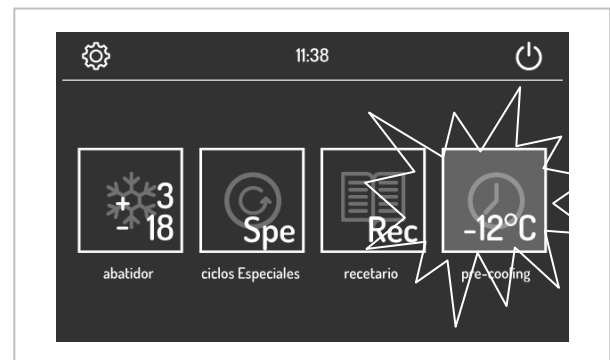 11:38
+ 3
- 18
Spe
Rec
-12°C
abatidor
ciclos Especiales
recetario
pre-cooling